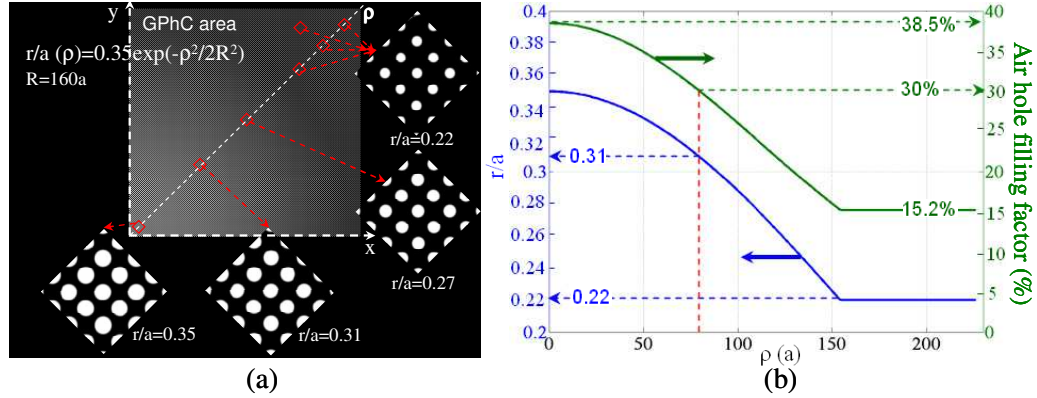 y
GPhC area
ρ
r/a (ρ)=0.35exp(-ρ²/2R²)
R=160a
r/a=0.22
x
r/a=0.27
r/a=0.35
r/a=0.31
(a)
0.4
0.38
0.36
0.34
0.32
0.3
0.28
0.26
0.24
0.22
0.2
r/a
0.31
0.22
38.5%
30%
15.2%
40
35
30
25
20
15
10
5
0
Air hole filling factor (%)
0
50
100
150
200
ρ (a)
(b)